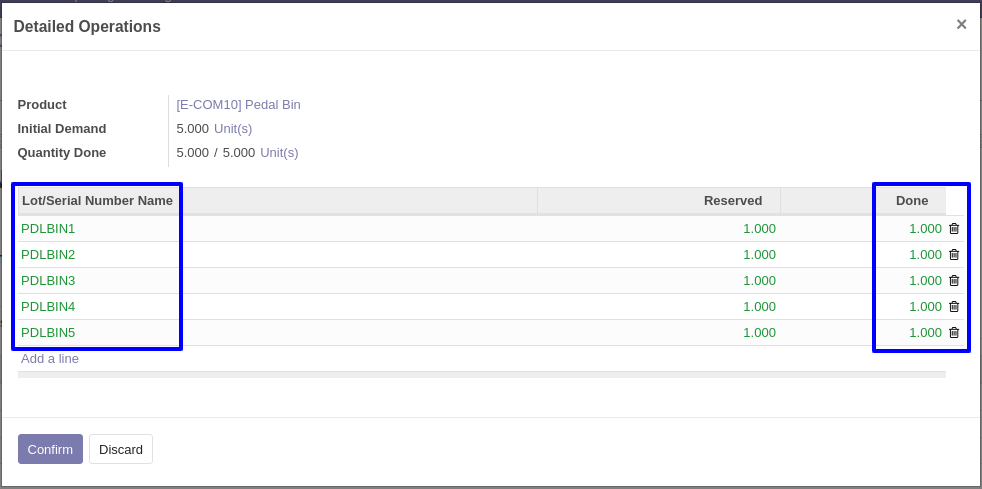 Detailed Operations ×
Product [E-COM10] Pedal Bin
Initial Demand 5.000 Unit(s)
Quantity Done 5.000 / 5.000 Unit(s)
Lot/Serial Number Name Reserved Done
PDLBIN1 1.000 1.000
PDLBIN2 1.000 1.000
PDLBIN3 1.000 1.000
PDLBIN4 1.000 1.000
PDLBIN5 1.000 1.000
Add a line
Confirm Discard